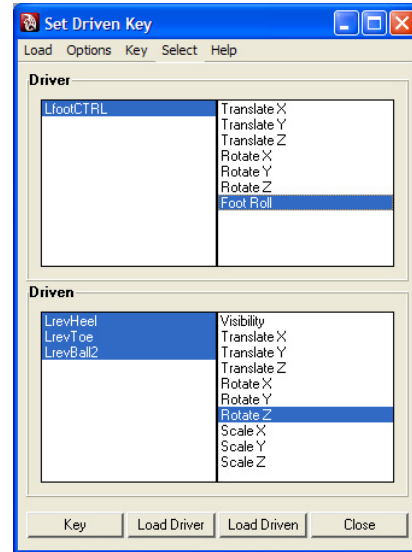 Set Driven Key
Load Options Key Select Help
Driver
LfootCTRL
Translate X
Translate Y
Translate Z
Rotate X
Rotate Y
Rotate Z
Foot Roll
Driven
LrevHeel
LrevToe
LrevBall2
Visibility
Translate X
Translate Y
Translate Z
Rotate X
Rotate Y
Rotate Z
Scale X
Scale Y
Scale Z
Key Load Driver Load Driven Close